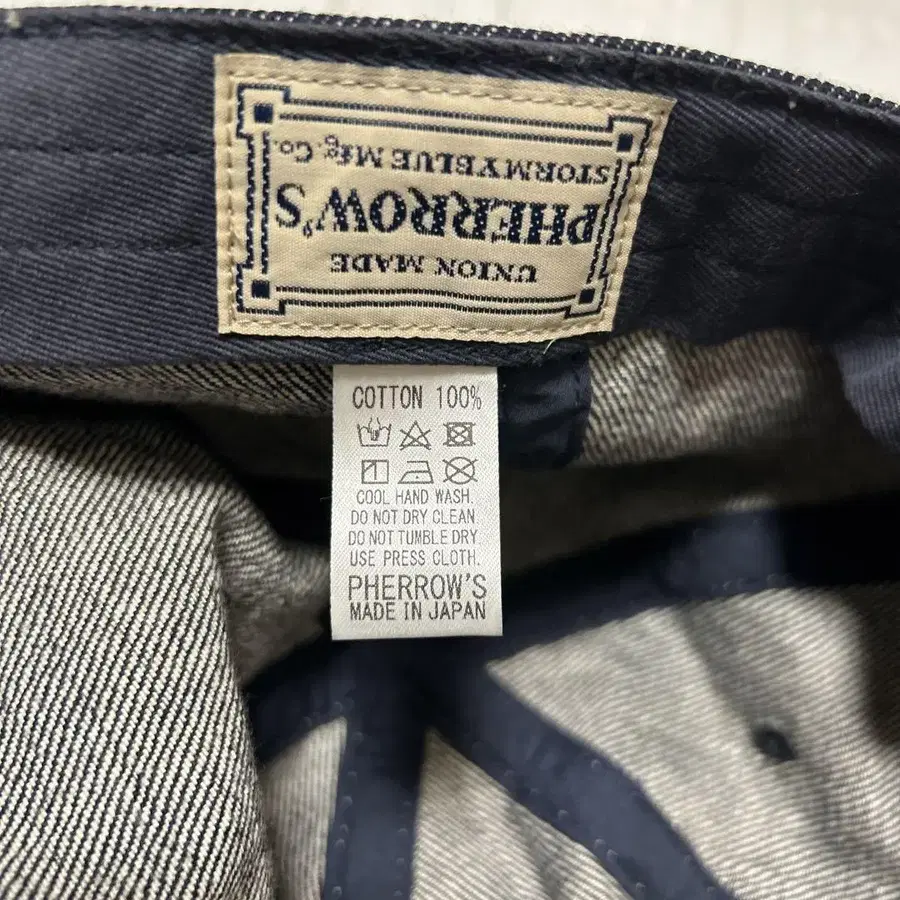 UNION MADE
PHERROW'S
STORMYBLUE Mfg. Co.
COTTON 100%
COOL HAND WASH.
DO NOT DRY CLEAN
DO NOT TUMBLE DRY.
USE PRESS CLOTH.
PHERROW'S
MADE IN JAPAN